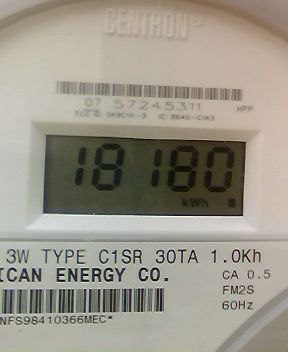 CENTRON®
07 57245311 HPP
18180
kWh
3W TYPE C1SR 30TA 1.0Kh
ICAN ENERGY CO. CA 0.5
FM2S
NFS98410366MEC* 60Hz